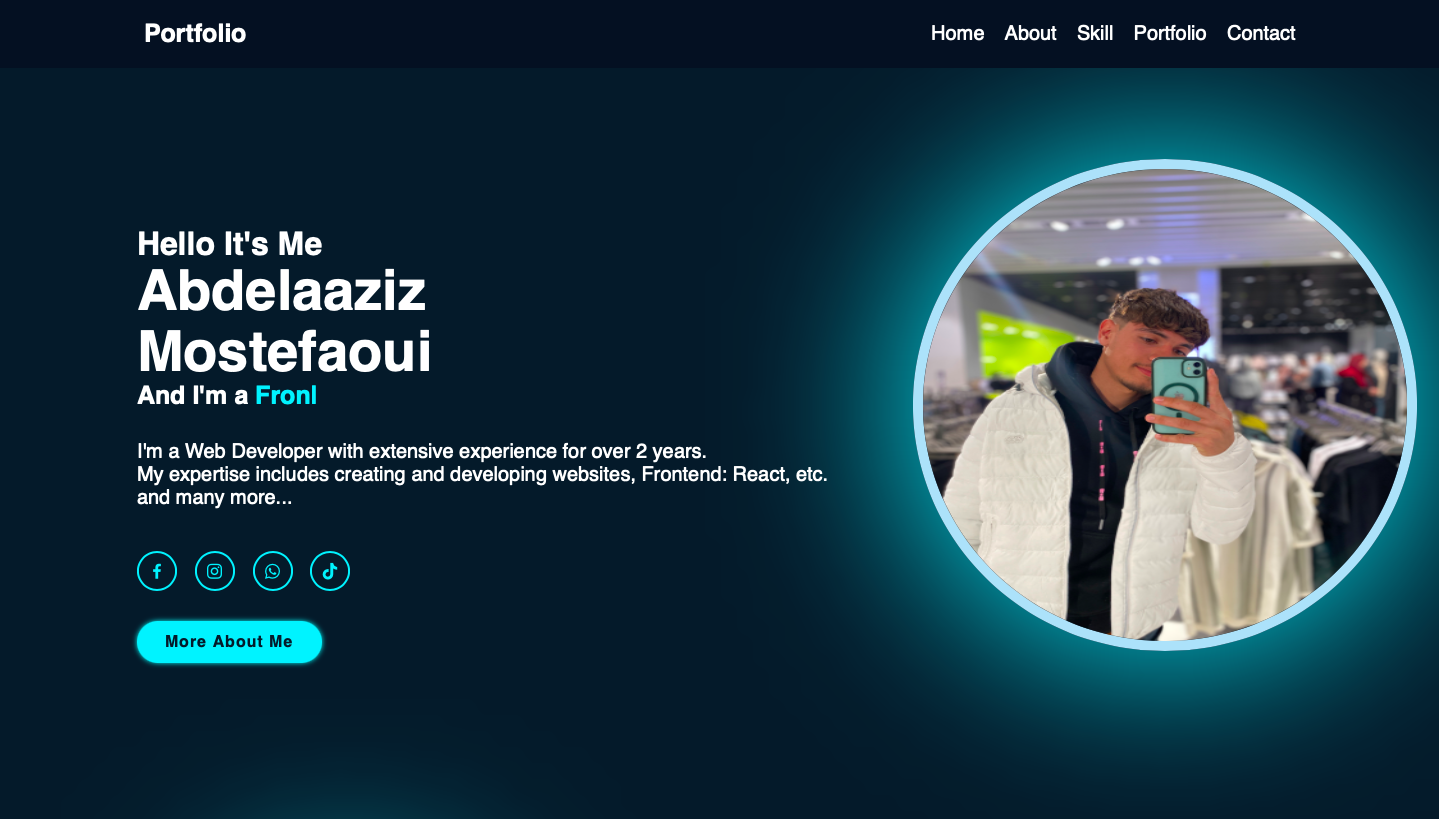 Portfolio
Home About Skill Portfolio Contact
Hello It's Me
Abdelaaziz
Mostefaoui
And I'm a Fronl
I'm a Web Developer with extensive experience for over 2 years.
My expertise includes creating and developing websites, Frontend: React, etc.
and many more...
More About Me